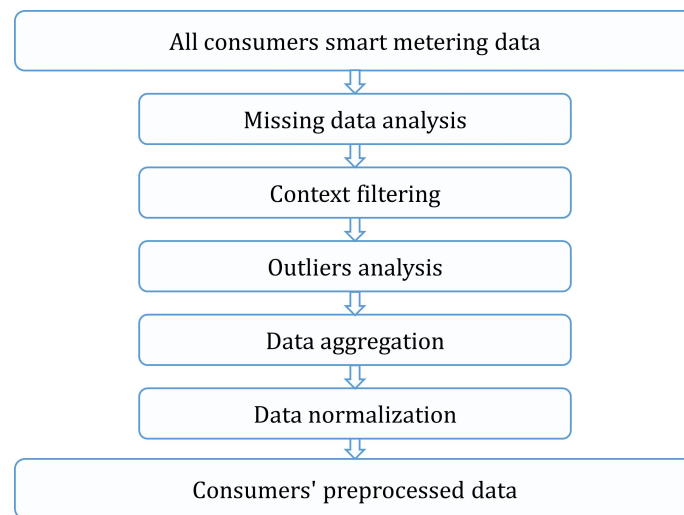 All consumers smart metering data
Missing data analysis
Context filtering
Outliers analysis
Data aggregation
Data normalization
Consumers' preprocessed data